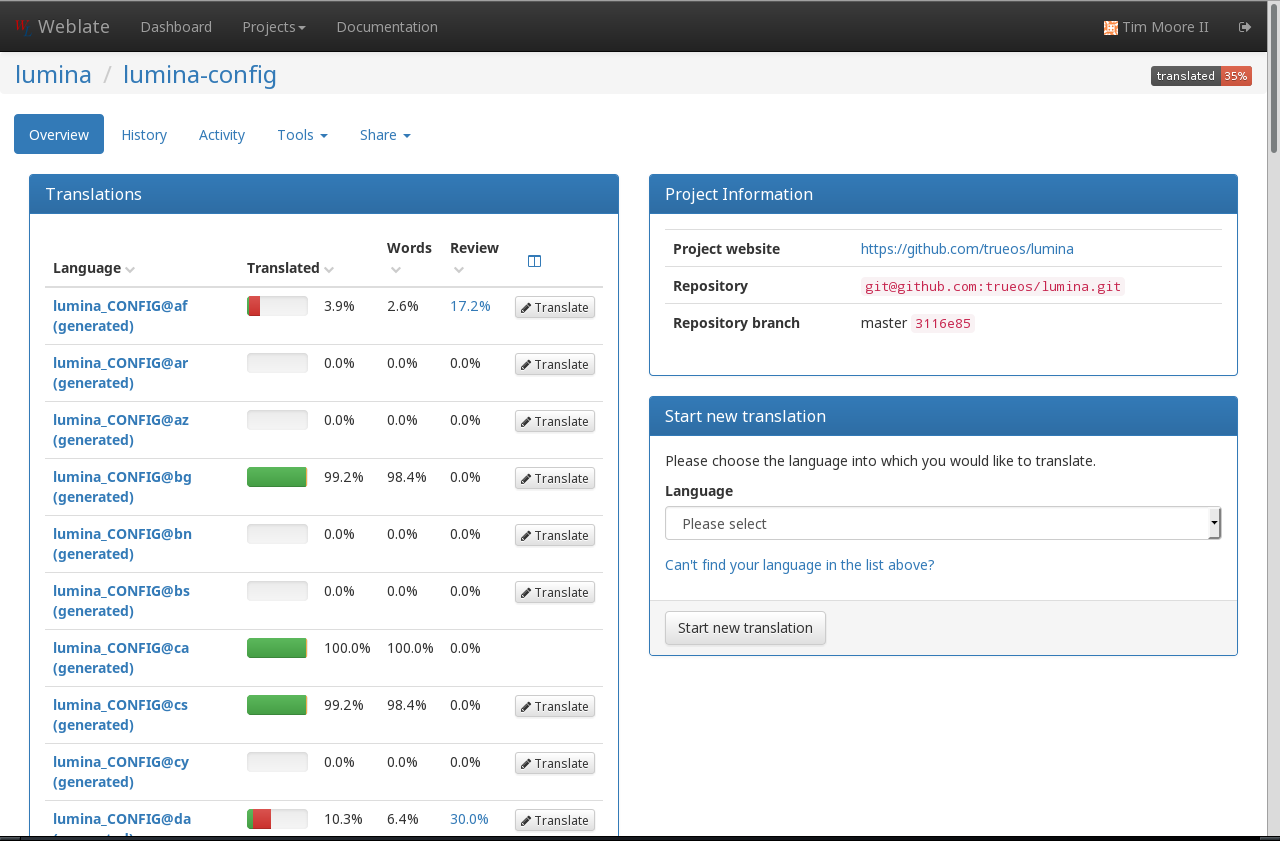 Weblate Dashboard Projects Documentation Tim Moore II
lumina / lumina-config
translated 35%
Overview History Activity Tools Share
Translations
Language Translated Words Review
lumina_CONFIG@af (generated) 3.9% 2.6% 17.2% Translate
lumina_CONFIG@ar (generated) 0.0% 0.0% 0.0% Translate
lumina_CONFIG@az (generated) 0.0% 0.0% 0.0% Translate
lumina_CONFIG@bg (generated) 99.2% 98.4% 0.0% Translate
lumina_CONFIG@bn (generated) 0.0% 0.0% 0.0% Translate
lumina_CONFIG@bs (generated) 0.0% 0.0% 0.0% Translate
lumina_CONFIG@ca (generated) 100.0% 100.0% 0.0%
lumina_CONFIG@cs (generated) 99.2% 98.4% 0.0% Translate
lumina_CONFIG@cy (generated) 0.0% 0.0% 0.0% Translate
lumina_CONFIG@da 10.3% 6.4% 30.0% Translate
Project Information
Project website https://github.com/trueos/lumina
Repository git@github.com:trueos/lumina.git
Repository branch master 3116e85
Start new translation
Please choose the language into which you would like to translate.
Language
Please select
Can't find your language in the list above?
Start new translation